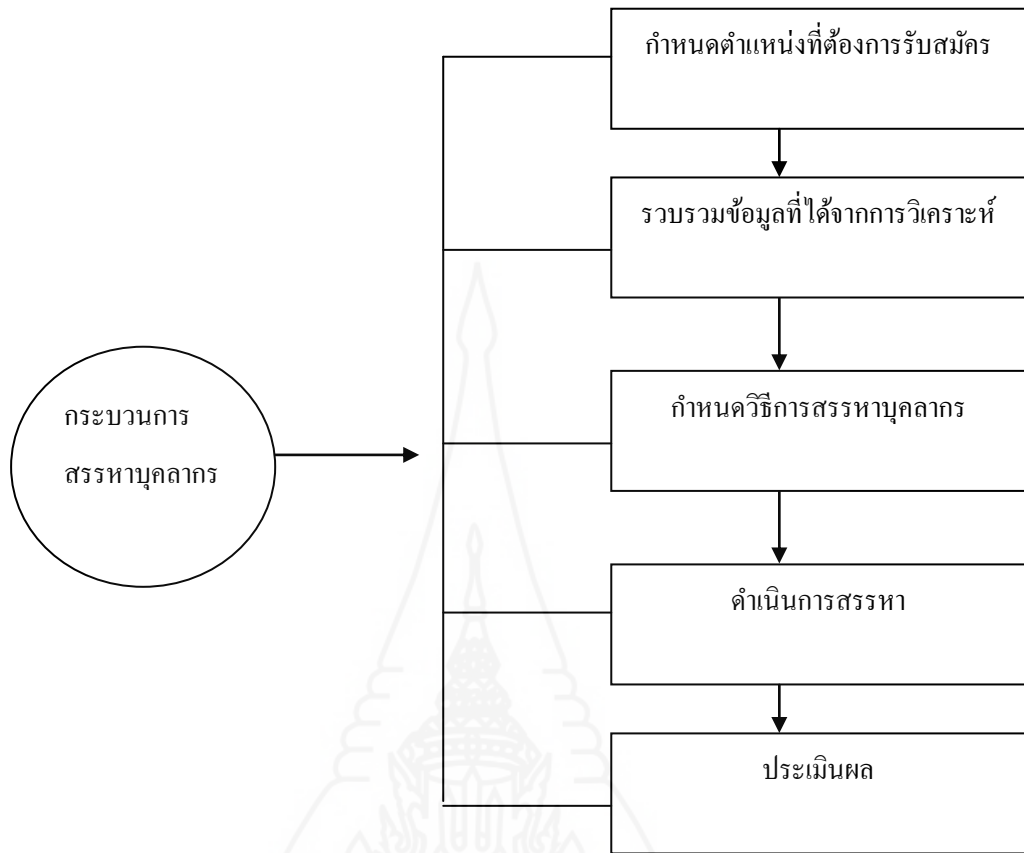 กำหนดตำแหน่งที่ต้องการรับสมัคร
รวบรวมข้อมูลที่ได้จากการวิเคราะห์
กำหนดวิธีการสรรหาบุคลากร
กระบวนการ
สรรหาบุคลากร
ดำเนินการสรรหา
ประเมินผล